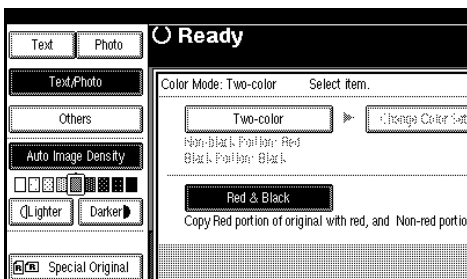 Text
Photo
Ready
Text/Photo
Color Mode: Two-color Select item.
Others
Two-color
Change Color Set
Non-black Portion: Red
Black Portion: Black
Auto Image Density
Lighter
Darker
Red & Black
Copy Red portion of original with red, and Non-red portio
Special Original